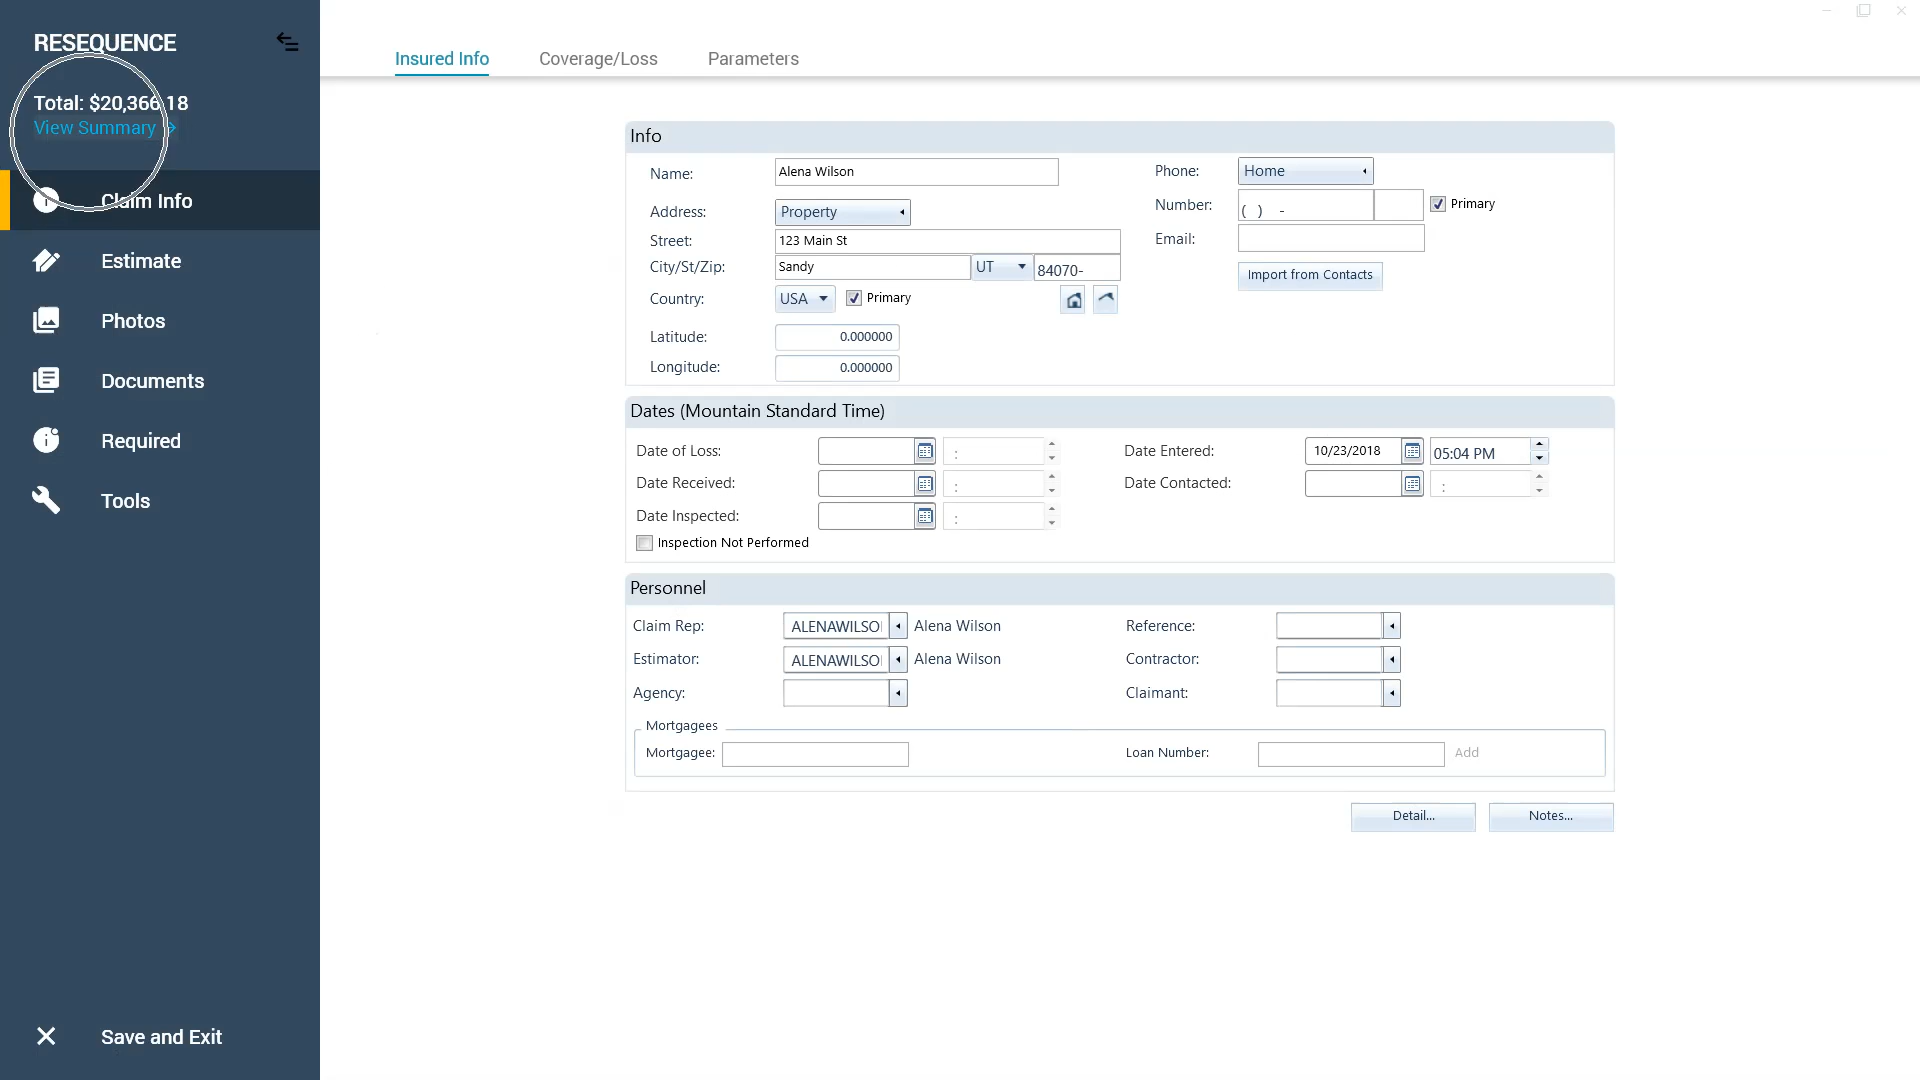 RESEQUENCE
Total: $20,366.18
View Summary
Claim Info
Estimate
Photos
Documents
Required
Tools
Save and Exit
Insured Info Coverage/Loss Parameters
Info
Name: Alena Wilson
Phone: Home
Address: Property
Number: ( ) - Primary
Street: 123 Main St
Email:
City/St/Zip: Sandy UT 84070-
Import from Contacts
Country: USA Primary
Latitude: 0.000000
Longitude: 0.000000
Dates (Mountain Standard Time)
Date of Loss: : Date Entered: 10/23/2018 05:04 PM
Date Received: : Date Contacted: :
Date Inspected: :
Inspection Not Performed
Personnel
Claim Rep: ALENAWILSO Alena Wilson Reference:
Estimator: ALENAWILSO Alena Wilson Contractor:
Agency: Claimant:
Mortgagees
Mortgagee: Loan Number: Add
Detail... Notes...